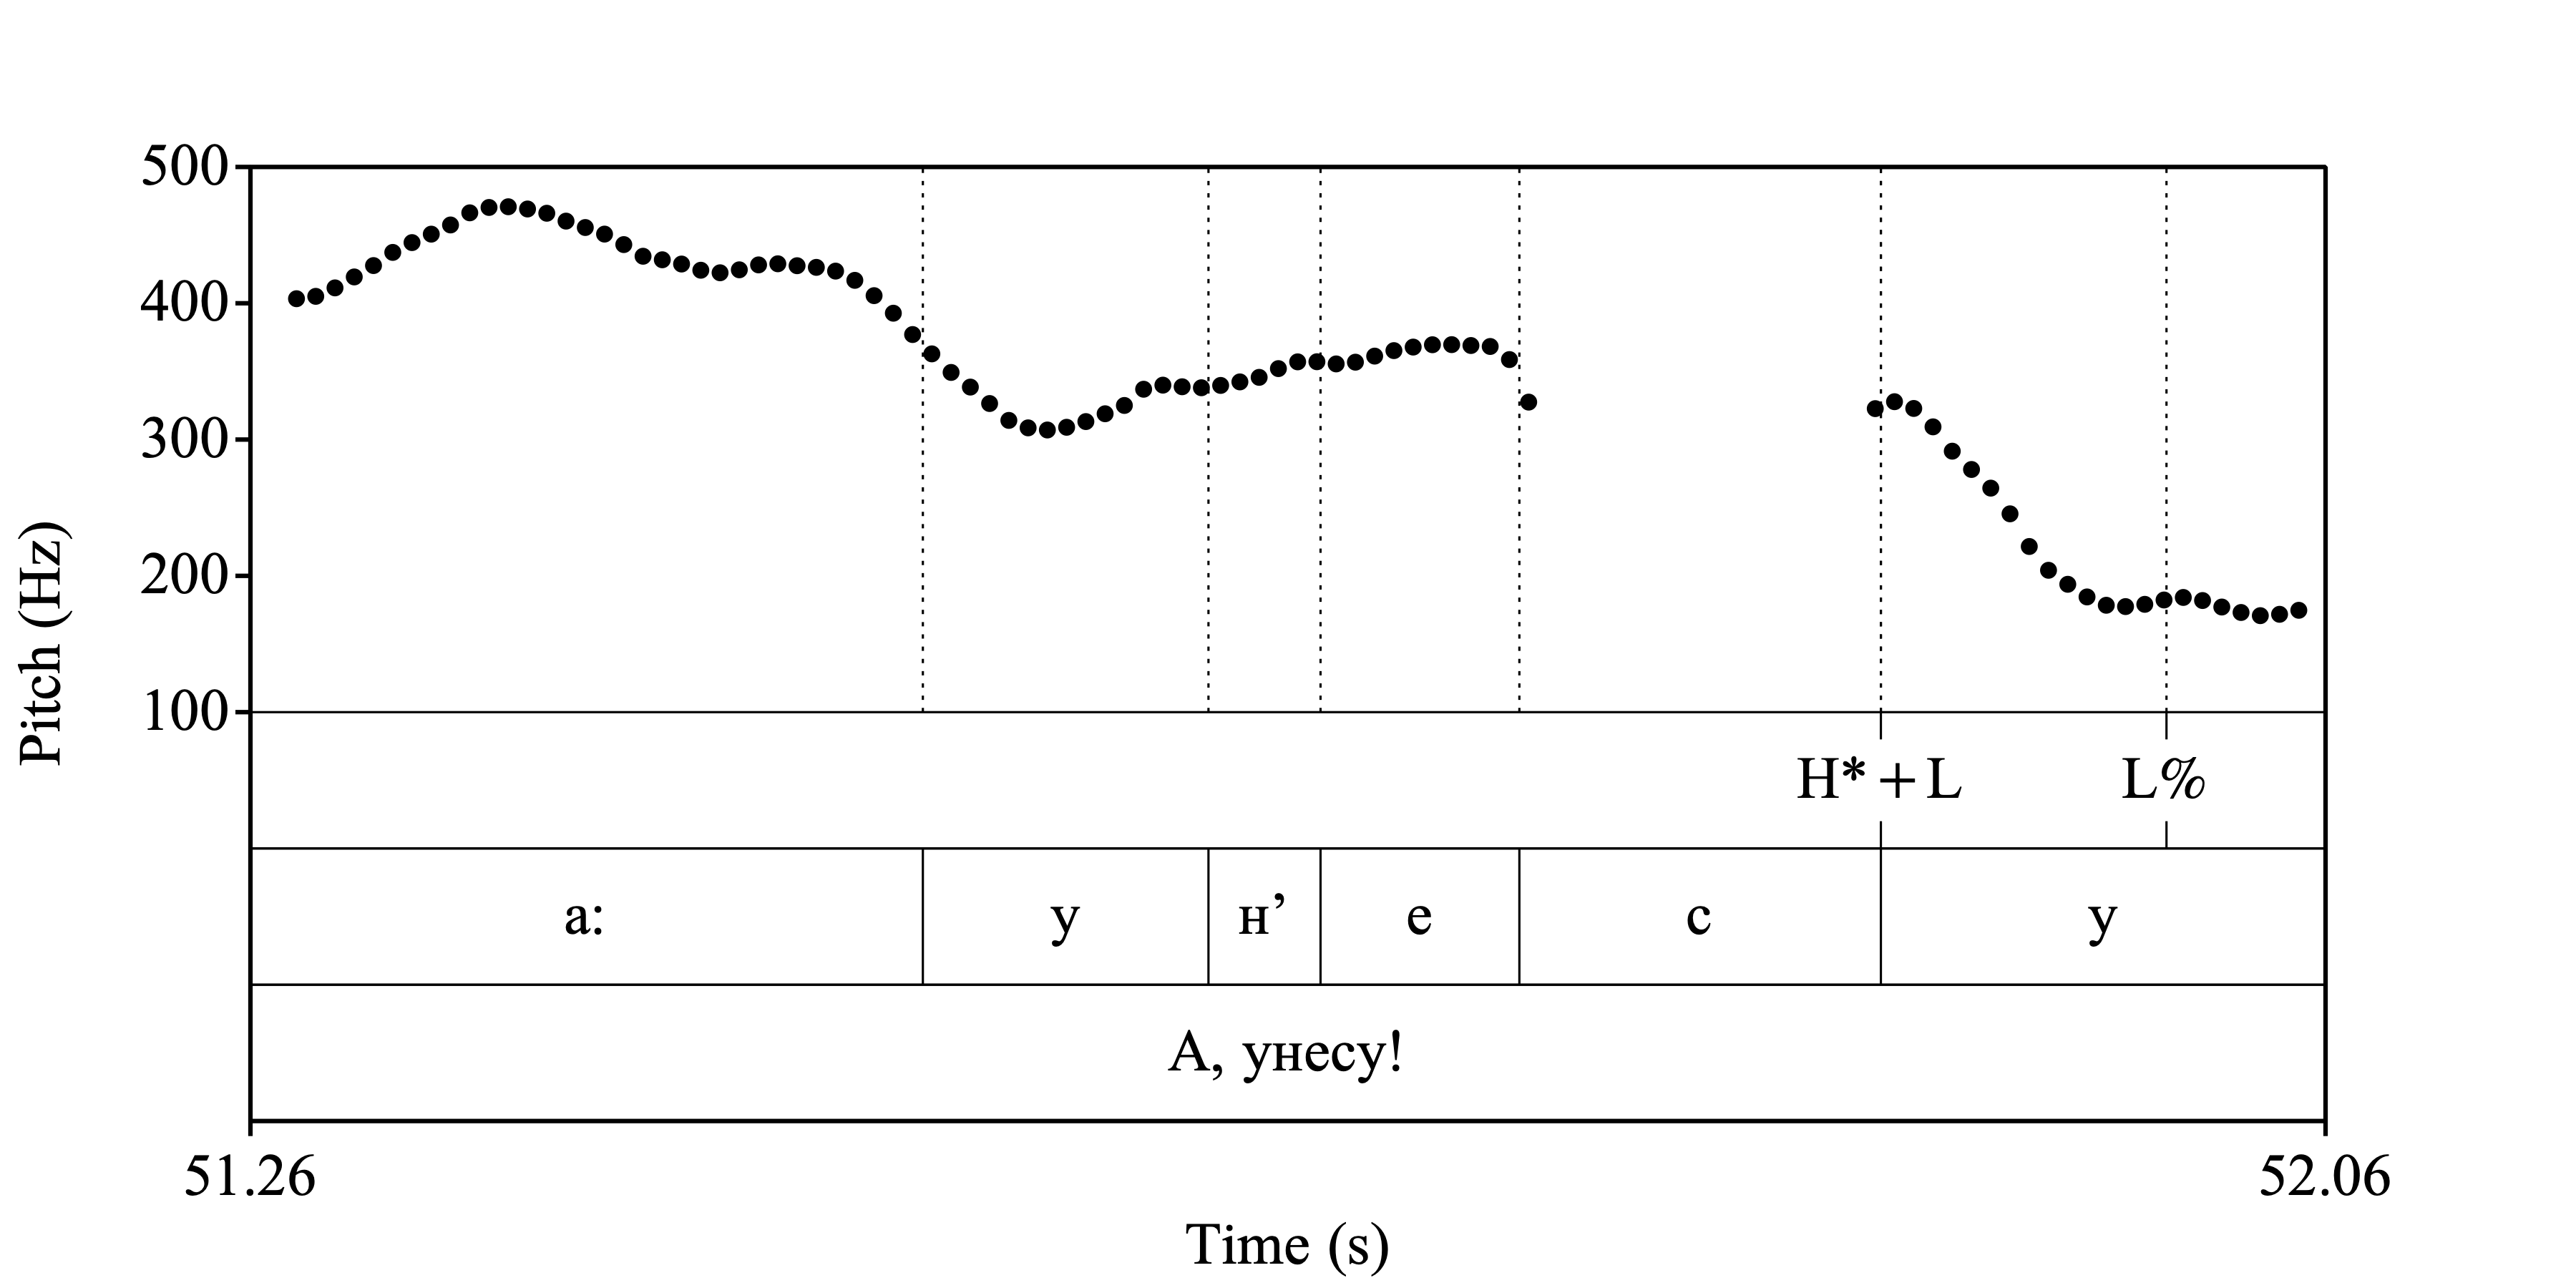 500
400
300
200
100
Pitch (Hz)
H* + L L%
а: у н’ е с у
А, унесу!
51.26 52.06
Time (s)